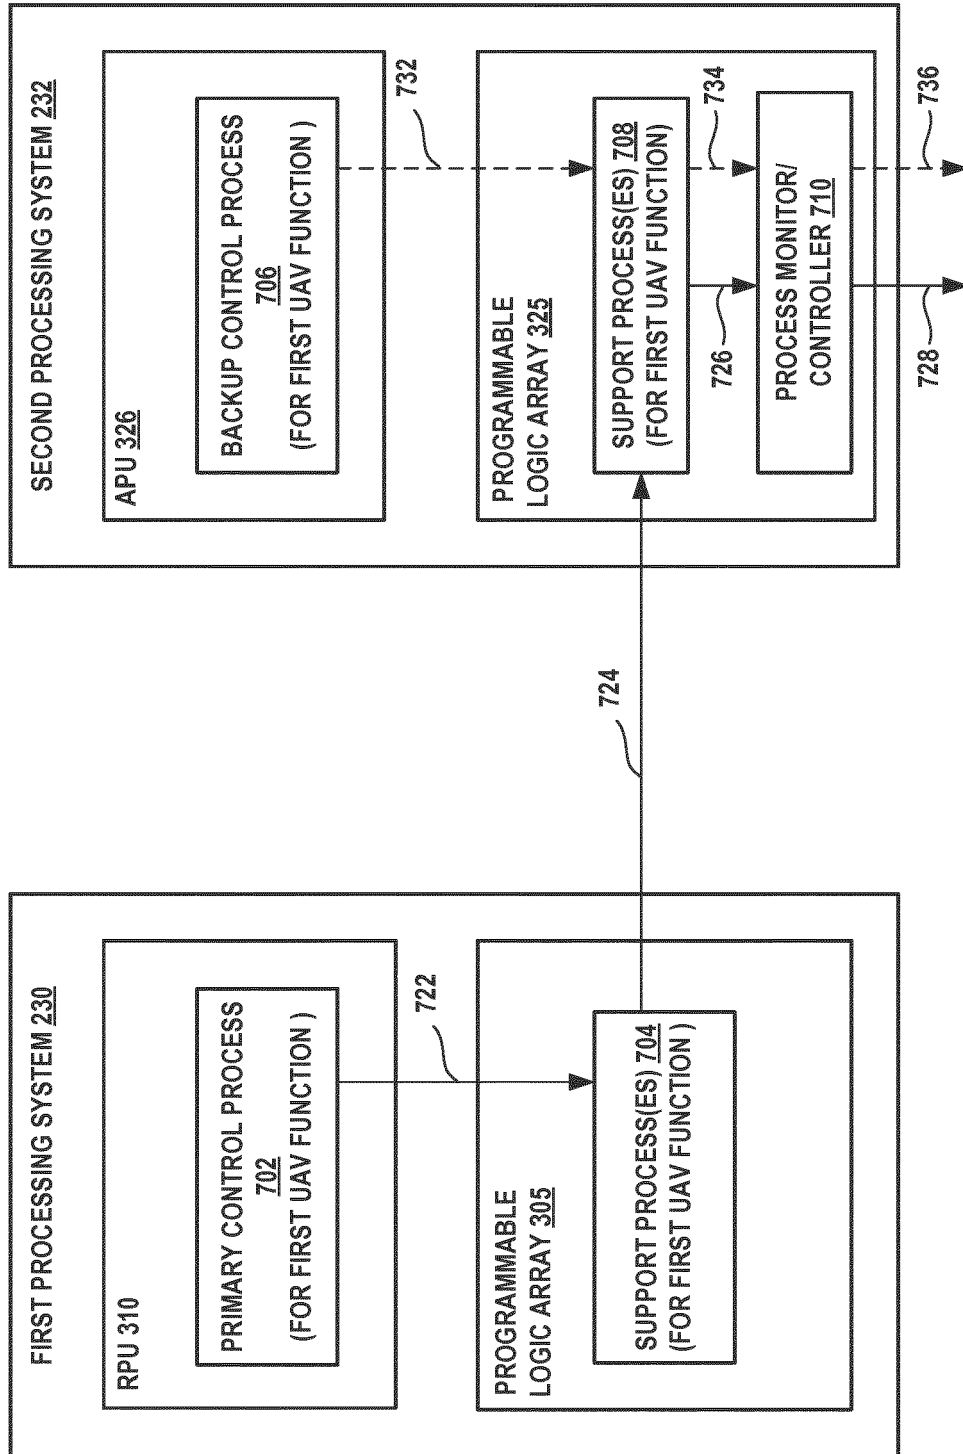 FIRST PROCESSING SYSTEM 230
RPU 310
PRIMARY CONTROL PROCESS
702
(FOR FIRST UAV FUNCTION )
722
PROGRAMMABLE
LOGIC ARRAY 305
SUPPORT PROCESS(ES) 704
(FOR FIRST UAV FUNCTION)
724
SECOND PROCESSING SYSTEM 232
APU 326
BACKUP CONTROL PROCESS
706
(FOR FIRST UAV FUNCTION )
732
PROGRAMMABLE
LOGIC ARRAY 325
SUPPORT PROCESS(ES) 708
(FOR FIRST UAV FUNCTION)
726
734
PROCESS MONITOR/
CONTROLLER 710
728
736